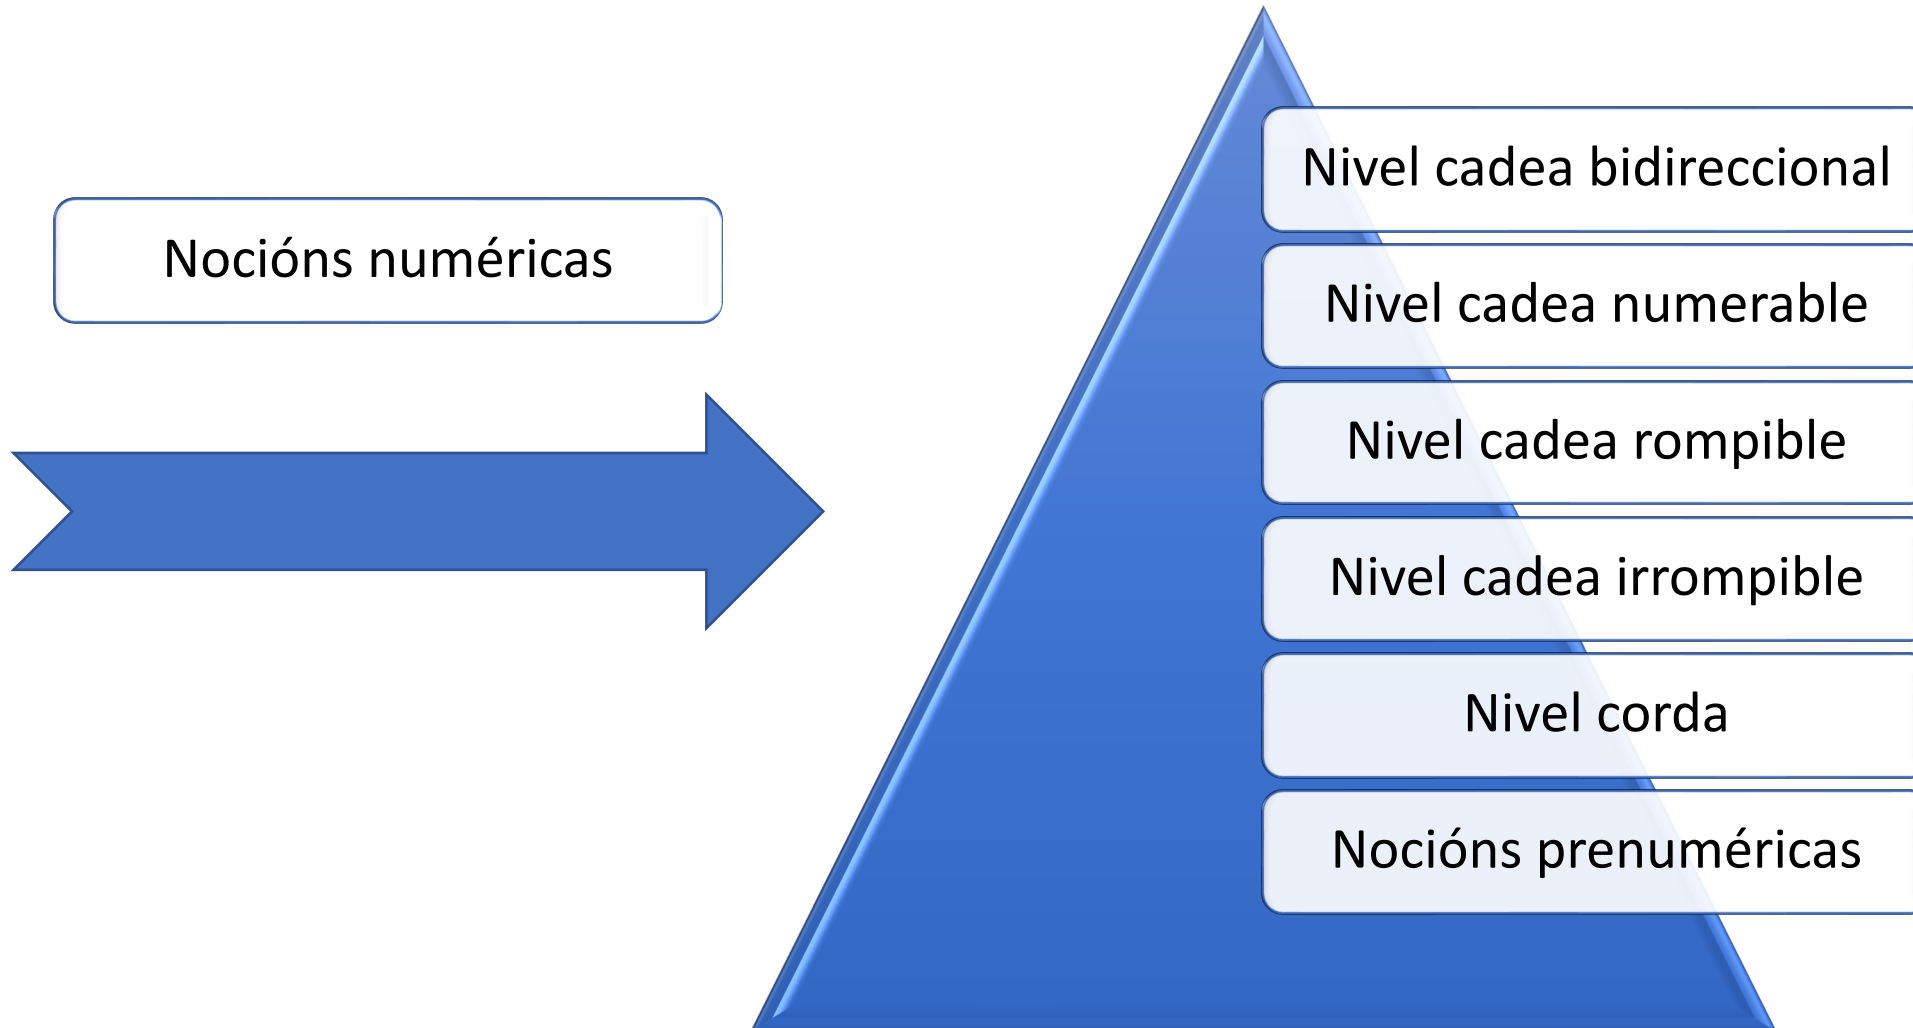 Nocións numéricas
Nivel cadea bidireccional
Nivel cadea numerable
Nivel cadea rompible
Nivel cadea irrompible
Nivel corda
Nocións prenuméricas